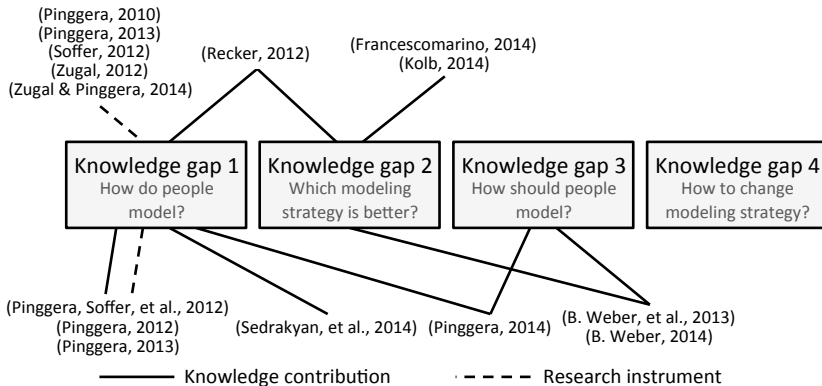 (Pinggera, 2010)
(Pinggera, 2013)
(Soffer, 2012)
(Zugal, 2012)
(Zugal & Pinggera, 2014)
(Recker, 2012)
(Francescomarino, 2014)
(Kolb, 2014)
Knowledge gap 1
How do people
model?
Knowledge gap 2
Which modeling
strategy is better?
Knowledge gap 3
How should people
model?
Knowledge gap 4
How to change
modeling strategy?
(Pinggera, Soffer, et al., 2012)
(Pinggera, 2012)
(Pinggera, 2013)
(Sedrakyan, et al., 2014)
(Pinggera, 2014)
(B. Weber, et al., 2013)
(B. Weber, 2014)
Knowledge contribution
Research instrument